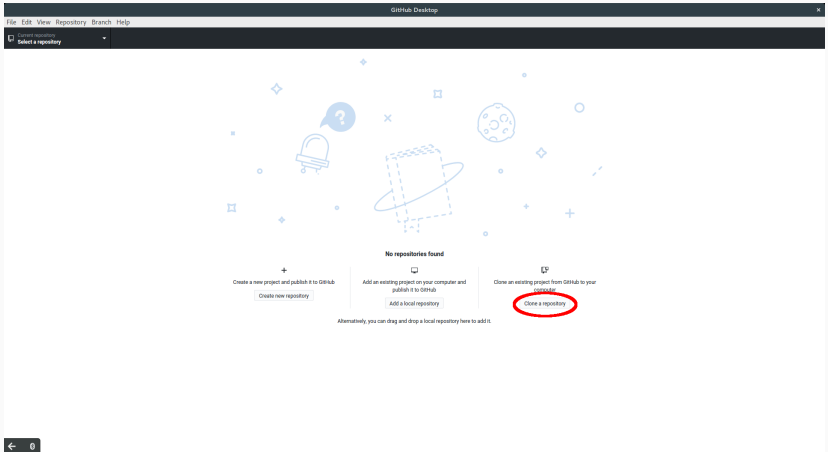 GitHub Desktop
File Edit View Repository Branch Help
Current repository
Select a repository
?
No repositories found
Create a new project and publish it to GitHub
Create new repository
Add an existing project on your computer and
publish it to GitHub
Add a local repository
Clone an existing project from GitHub to your
computer
Clone a repository
Alternatively, you can drag and drop a local repository here to add it.